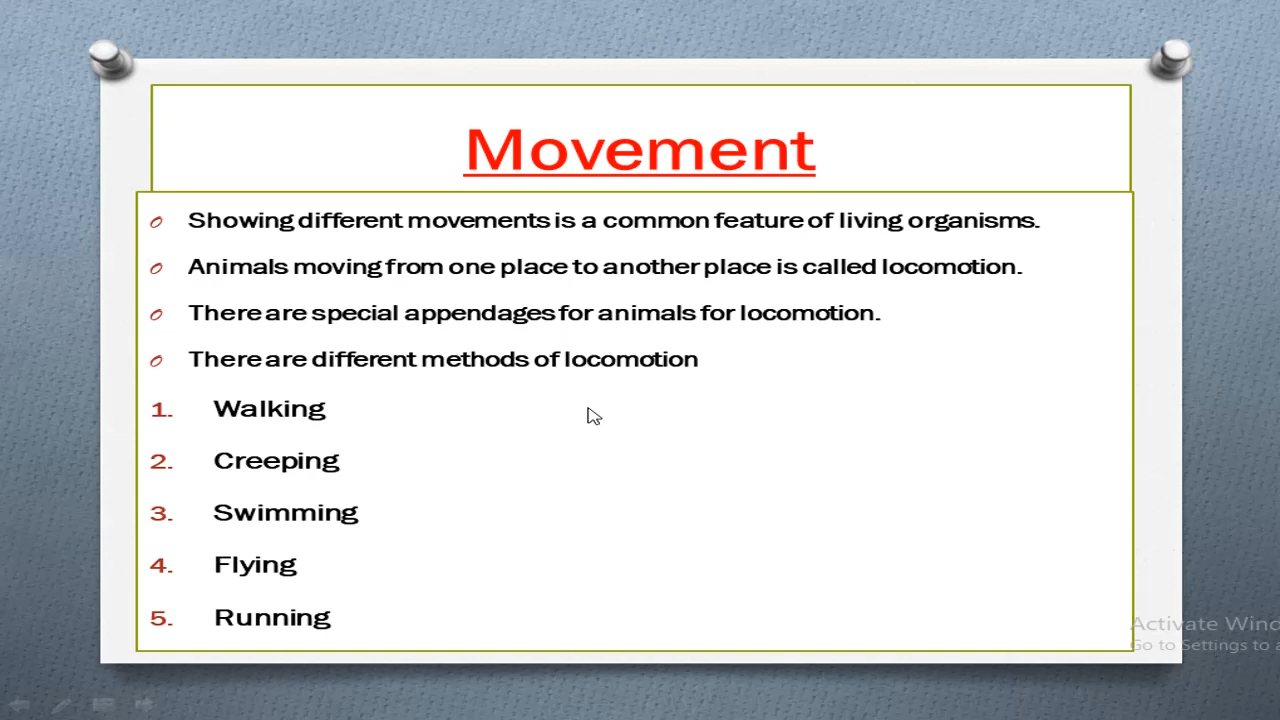 Movement
Showing different movements is a common feature of living organisms.
Animals moving from one place to another place is called locomotion.
There are special appendages for animals for locomotion.
There are different methods of locomotion
1. Walking
2. Creeping
3. Swimming
4. Flying
5. Running
Activate Wind
Go to Settings to a